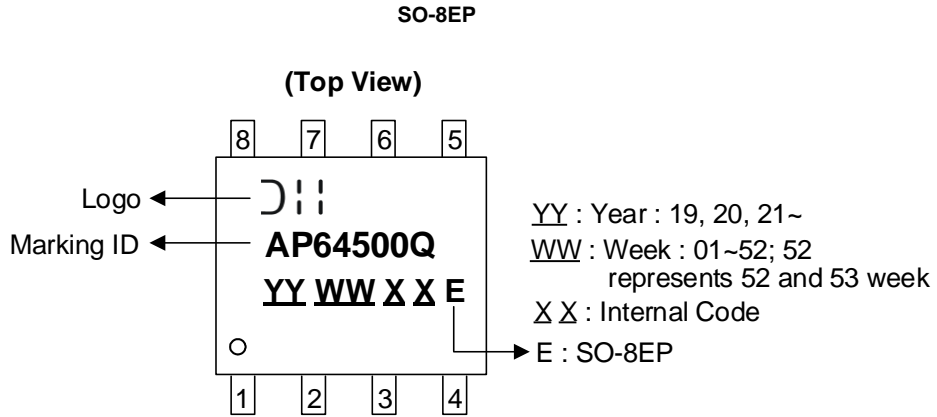 SO-8EP
(Top View)
8 7 6 5
Logo
Marking ID
AP64500Q
YY WW X X E
1 2 3 4
YY : Year : 19, 20, 21~
WW : Week : 01~52; 52
represents 52 and 53 week
X X : Internal Code
E : SO-8EP